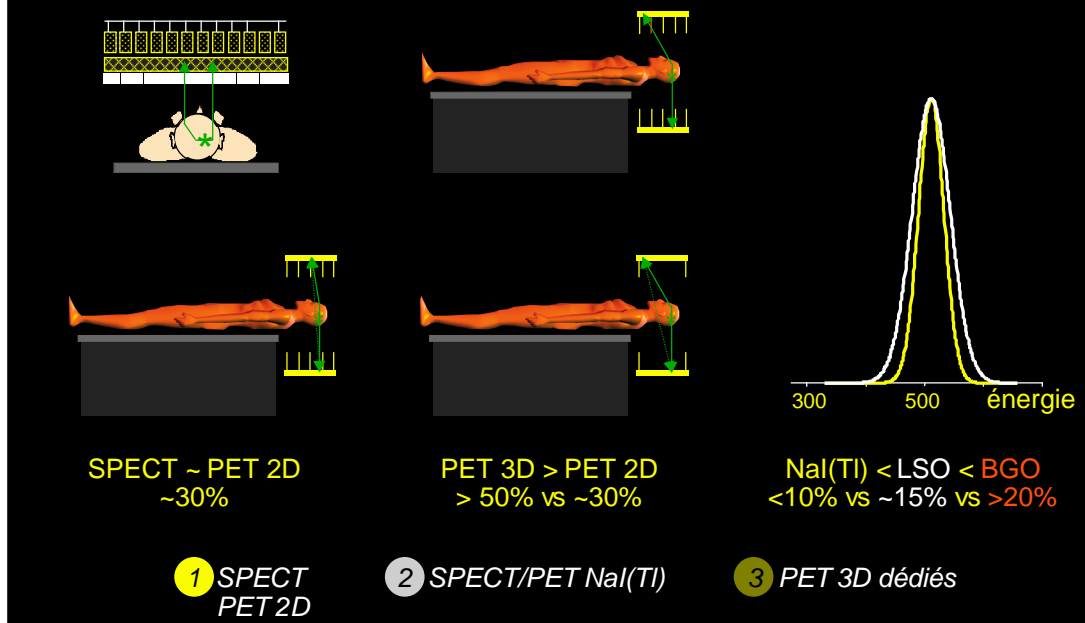 300
500
énergie
SPECT ~ PET 2D
~30%
PET 3D > PET 2D
> 50% vs ~30%
NaI(Tl) < LSO < BGO
<10% vs ~15% vs >20%
1 SPECT
PET 2D
2 SPECT/PET NaI(Tl)
3 PET 3D dédiés